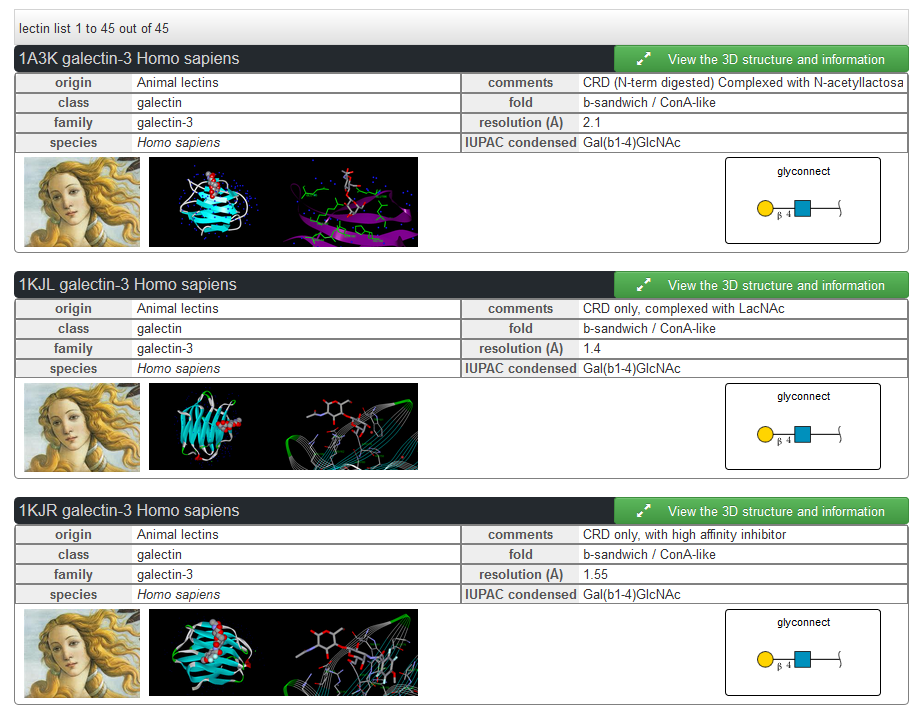 lectin list 1 to 45 out of 45
1A3K galectin-3 Homo sapiens View the 3D structure and information
origin Animal lectins comments CRD (N-term digested) Complexed with N-acetyllactosa
class galectin fold b-sandwich / ConA-like
family galectin-3 resolution (Å) 2.1
species Homo sapiens IUPAC condensed Gal(b1-4)GlcNAc
glyconnect
β 4
1KJL galectin-3 Homo sapiens View the 3D structure and information
origin Animal lectins comments CRD only, complexed with LacNAc
class galectin fold b-sandwich / ConA-like
family galectin-3 resolution (Å) 1.4
species Homo sapiens IUPAC condensed Gal(b1-4)GlcNAc
glyconnect
β 4
1KJR galectin-3 Homo sapiens View the 3D structure and information
origin Animal lectins comments CRD only, with high affinity inhibitor
class galectin fold b-sandwich / ConA-like
family galectin-3 resolution (Å) 1.55
species Homo sapiens IUPAC condensed Gal(b1-4)GlcNAc
glyconnect
β 4